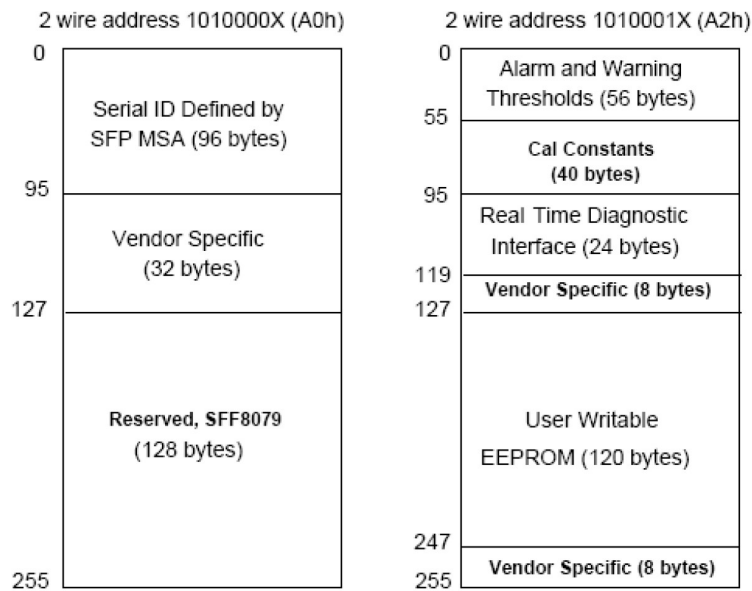 2 wire address 1010000X (A0h)
0
Serial ID Defined by
SFP MSA (96 bytes)
95
Vendor Specific
(32 bytes)
127
Reserved, SFF8079
(128 bytes)
255
2 wire address 1010001X (A2h)
0
Alarm and Warning
Thresholds (56 bytes)
55
Cal Constants
(40 bytes)
95
Real Time Diagnostic
Interface (24 bytes)
119
Vendor Specific (8 bytes)
127
User Writable
EEPROM (120 bytes)
247
Vendor Specific (8 bytes)
255